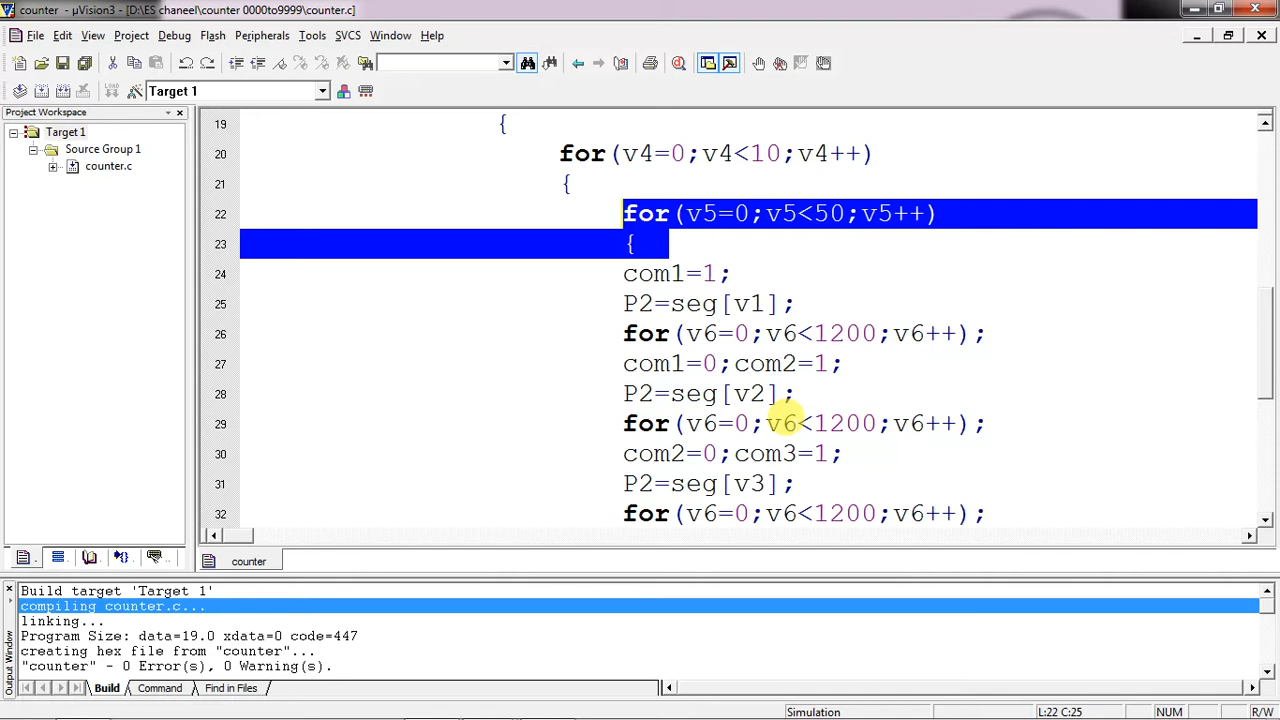 counter - µVision3 - [D:\ES chaneel\counter 0000to9999\counter.c]
File Edit View Project Debug Flash Peripherals Tools SVCS Window Help
LOAD Target 1
Project Workspace
Target 1
Source Group 1
counter.c
19 {
20 for(v4=0;v4<10;v4++)
21 {
22 for(v5=0;v5<50;v5++)
23 {
24 com1=1;
25 P2=seg[v1];
26 for(v6=0;v6<1200;v6++);
27 com1=0;com2=1;
28 P2=seg[v2];
29 for(v6=0;v6<1200;v6++);
30 com2=0;com3=1;
31 P2=seg[v3];
32 for(v6=0;v6<1200;v6++);
counter
Build target 'Target 1'
compiling counter.c...
linking...
Program Size: data=19.0 xdata=0 code=447
creating hex file from "counter"...
"counter" - 0 Error(s), 0 Warning(s).
Output Window
Build Command Find in Files
Simulation L:22 C:25 NUM R/W